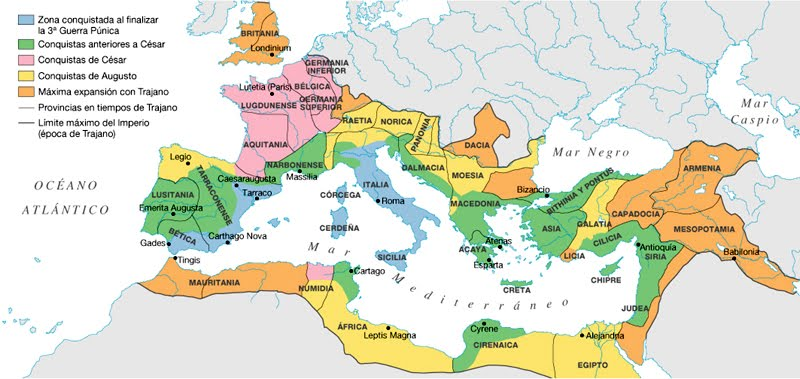 Zona conquistada al finalizar
la 3ª Guerra Púnica
Conquistas anteriores a César
Conquistas de César
Conquistas de Augusto
Máxima expansión con Trajano
Provincias en tiempos de Trajano
Límite máximo del Imperio
(época de Trajano)
BRITANIA
Londinium
GERMANIA
INFERIOR
Lutetia (París)
BÉLGICA
LUGDUNENSE
GERMANIA
SUPERIOR
AQUITANIA
RAETIA
NORICA
PANONIA
DACIA
Mar
Caspio
Mar Negro
NARBONENSE
Massilia
DALMACIA
MOESIA
Legio
TARRACONENSE
Caesaraugusta
Tarraco
LUSITANIA
Emerita Augusta
BÉTICA
Carthago Nova
Gades
Tingis
OCÉANO
ATLÁNTICO
CÓRCEGA
ITALIA
Roma
CERDEÑA
SICILIA
MACEDONIA
Bizancio
BITHINIA Y PONTUS
ARMENIA
CAPADOCIA
GALATIA
ASIA
ACAYA
Atenas
Esparta
LICIA
CILICIA
MESOPOTAMIA
Antioquía
SIRIA
Babilonia
CHIPRE
CRETA
JUDEA
Mar Mediterráneo
Cartago
NUMIDIA
MAURITANIA
ÁFRICA
Leptis Magna
Cyrene
CIRENAICA
Alejandria
EGIPTO